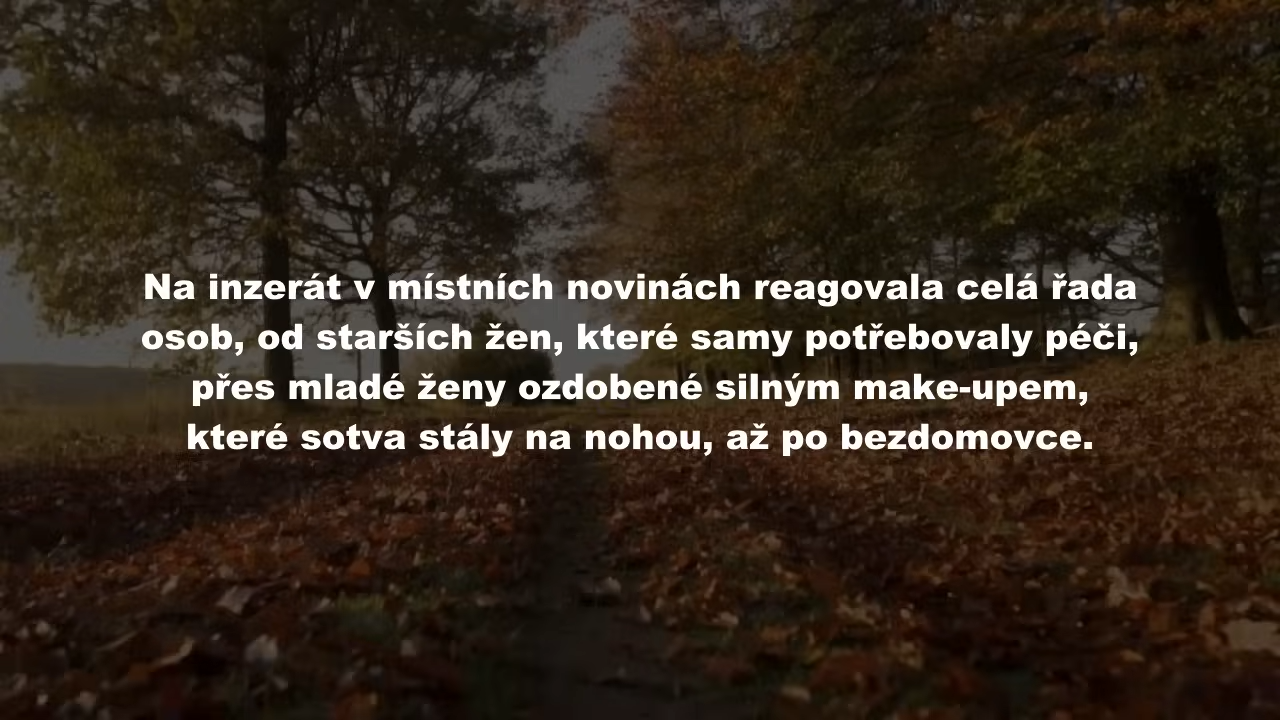 Na inzerát v místních novinách reagovala celá řada
osob, od starších žen, které samy potřebovaly péči,
přes mladé ženy ozdobené silným make-upem,
které sotva stály na nohou, až po bezdomovce.